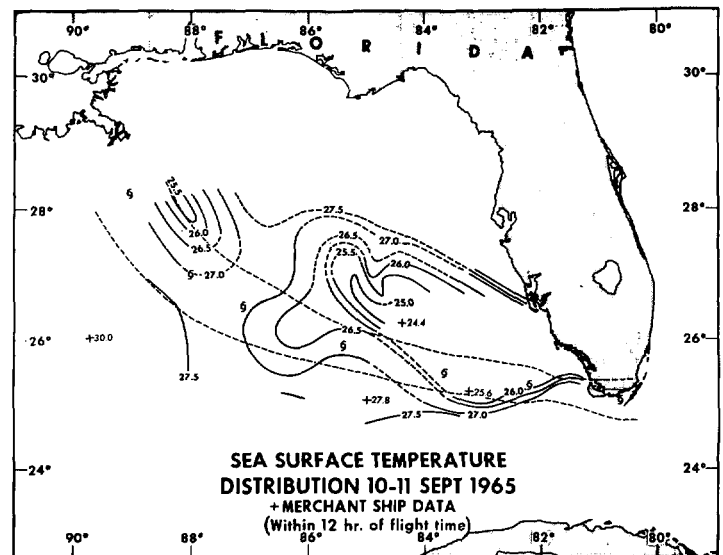 90° 88° 86° 84° 82° 80°
F L O R I D A
30° 30°
25.5
28° 27.5 28°
26.0 26.5 27.0
26.5 25.5 26.0
27.0
25.0
+24.4
26° +30.0 26.5 26°
27.5 +25.6 26.0
+27.8 27.5 27.0
24° 24°
SEA SURFACE TEMPERATURE
DISTRIBUTION 10-11 SEPT 1965
+MERCHANT SHIP DATA
(Within 12 hr. of flight time)
90° 88° 86° 84° 82° 80°